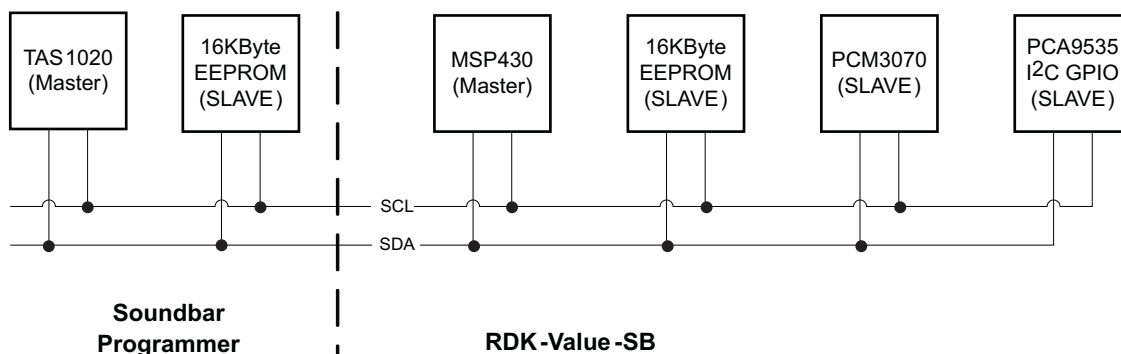 TAS1020
(Master)
16KByte
EEPROM
(SLAVE)
MSP430
(Master)
16KByte
EEPROM
(SLAVE)
PCM3070
(SLAVE)
PCA9535
I2C GPIO
(SLAVE)
SCL
SDA
Soundbar
Programmer
RDK-Value-SB